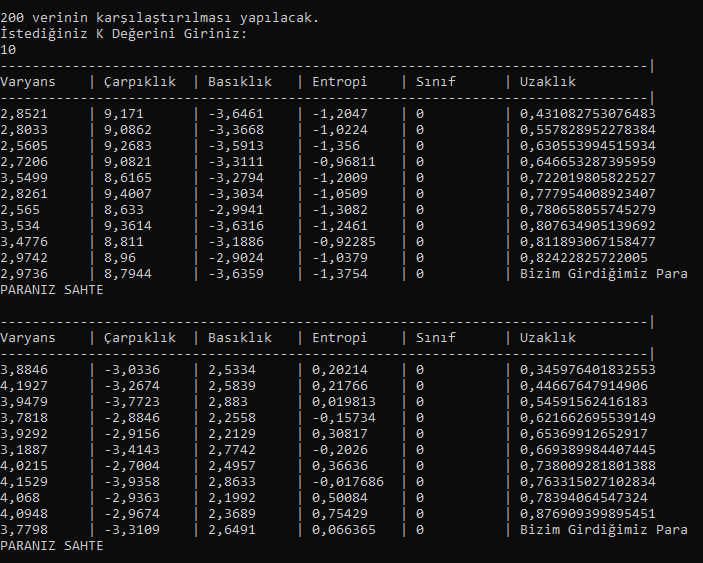 200 verinin karşılaştırılması yapılacak.
İstediğiniz K Değerini Giriniz:
10
---------------------------------------------------------------------------------|
Varyans | Çarpıklık | Basıklık | Entropi | Sınıf | Uzaklık
---------------------------------------------------------------------------------|
2,8521 | 9,171 | -3,6461 | -1,2047 | 0 | 0,431082753076483
2,8033 | 9,0862 | -3,3668 | -1,0224 | 0 | 0,557828952278384
2,5605 | 9,2683 | -3,5913 | -1,356 | 0 | 0,630553994515934
2,7206 | 9,0821 | -3,3111 | -0,96811 | 0 | 0,646653287395959
3,5499 | 8,6165 | -3,2794 | -1,2009 | 0 | 0,722019805822527
2,8261 | 9,4007 | -3,3034 | -1,0509 | 0 | 0,777954008923407
2,565 | 8,633 | -2,9941 | -1,3082 | 0 | 0,780658055745279
3,534 | 9,3614 | -3,6316 | -1,2461 | 0 | 0,807634905139692
3,4776 | 8,811 | -3,1886 | -0,92285 | 0 | 0,811893067158477
2,9742 | 8,96 | -2,9024 | -1,0379 | 0 | 0,82422825722005
2,9736 | 8,7944 | -3,6359 | -1,3754 | 0 | Bizim Girdiğimiz Para
PARANIZ SAHTE
---------------------------------------------------------------------------------|
Varyans | Çarpıklık | Basıklık | Entropi | Sınıf | Uzaklık
---------------------------------------------------------------------------------|
3,8846 | -3,0336 | 2,5334 | 0,20214 | 0 | 0,345976401832553
4,1927 | -3,2674 | 2,5839 | 0,21766 | 0 | 0,44667647914906
3,9479 | -3,7723 | 2,883 | 0,019813 | 0 | 0,54591562416183
3,7818 | -2,8846 | 2,2558 | -0,15734 | 0 | 0,621662695539149
3,9292 | -2,9156 | 2,2129 | 0,30817 | 0 | 0,65369912652917
3,1887 | -3,4143 | 2,7742 | -0,2026 | 0 | 0,669389984407445
4,0215 | -2,7004 | 2,4957 | 0,36636 | 0 | 0,738009281801388
4,1529 | -3,9358 | 2,8633 | -0,017686 | 0 | 0,763315027102834
4,068 | -2,9363 | 2,1992 | 0,50084 | 0 | 0,78394064547324
4,0948 | -2,9674 | 2,3689 | 0,75429 | 0 | 0,876909399895451
3,7798 | -3,3109 | 2,6491 | 0,066365 | 0 | Bizim Girdiğimiz Para
PARANIZ SAHTE